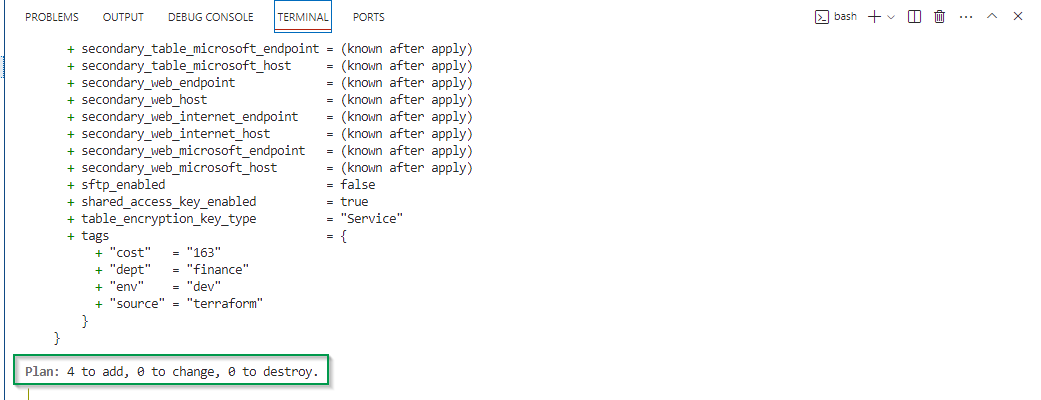 PROBLEMS OUTPUT DEBUG CONSOLE TERMINAL PORTS bash
+ secondary_table_microsoft_endpoint = (known after apply)
+ secondary_table_microsoft_host = (known after apply)
+ secondary_web_endpoint = (known after apply)
+ secondary_web_host = (known after apply)
+ secondary_web_internet_endpoint = (known after apply)
+ secondary_web_internet_host = (known after apply)
+ secondary_web_microsoft_endpoint = (known after apply)
+ secondary_web_microsoft_host = (known after apply)
+ sftp_enabled = false
+ shared_access_key_enabled = true
+ table_encryption_key_type = "Service"
+ tags = {
+ "cost" = "163"
+ "dept" = "finance"
+ "env" = "dev"
+ "source" = "terraform"
}
}
Plan: 4 to add, 0 to change, 0 to destroy.